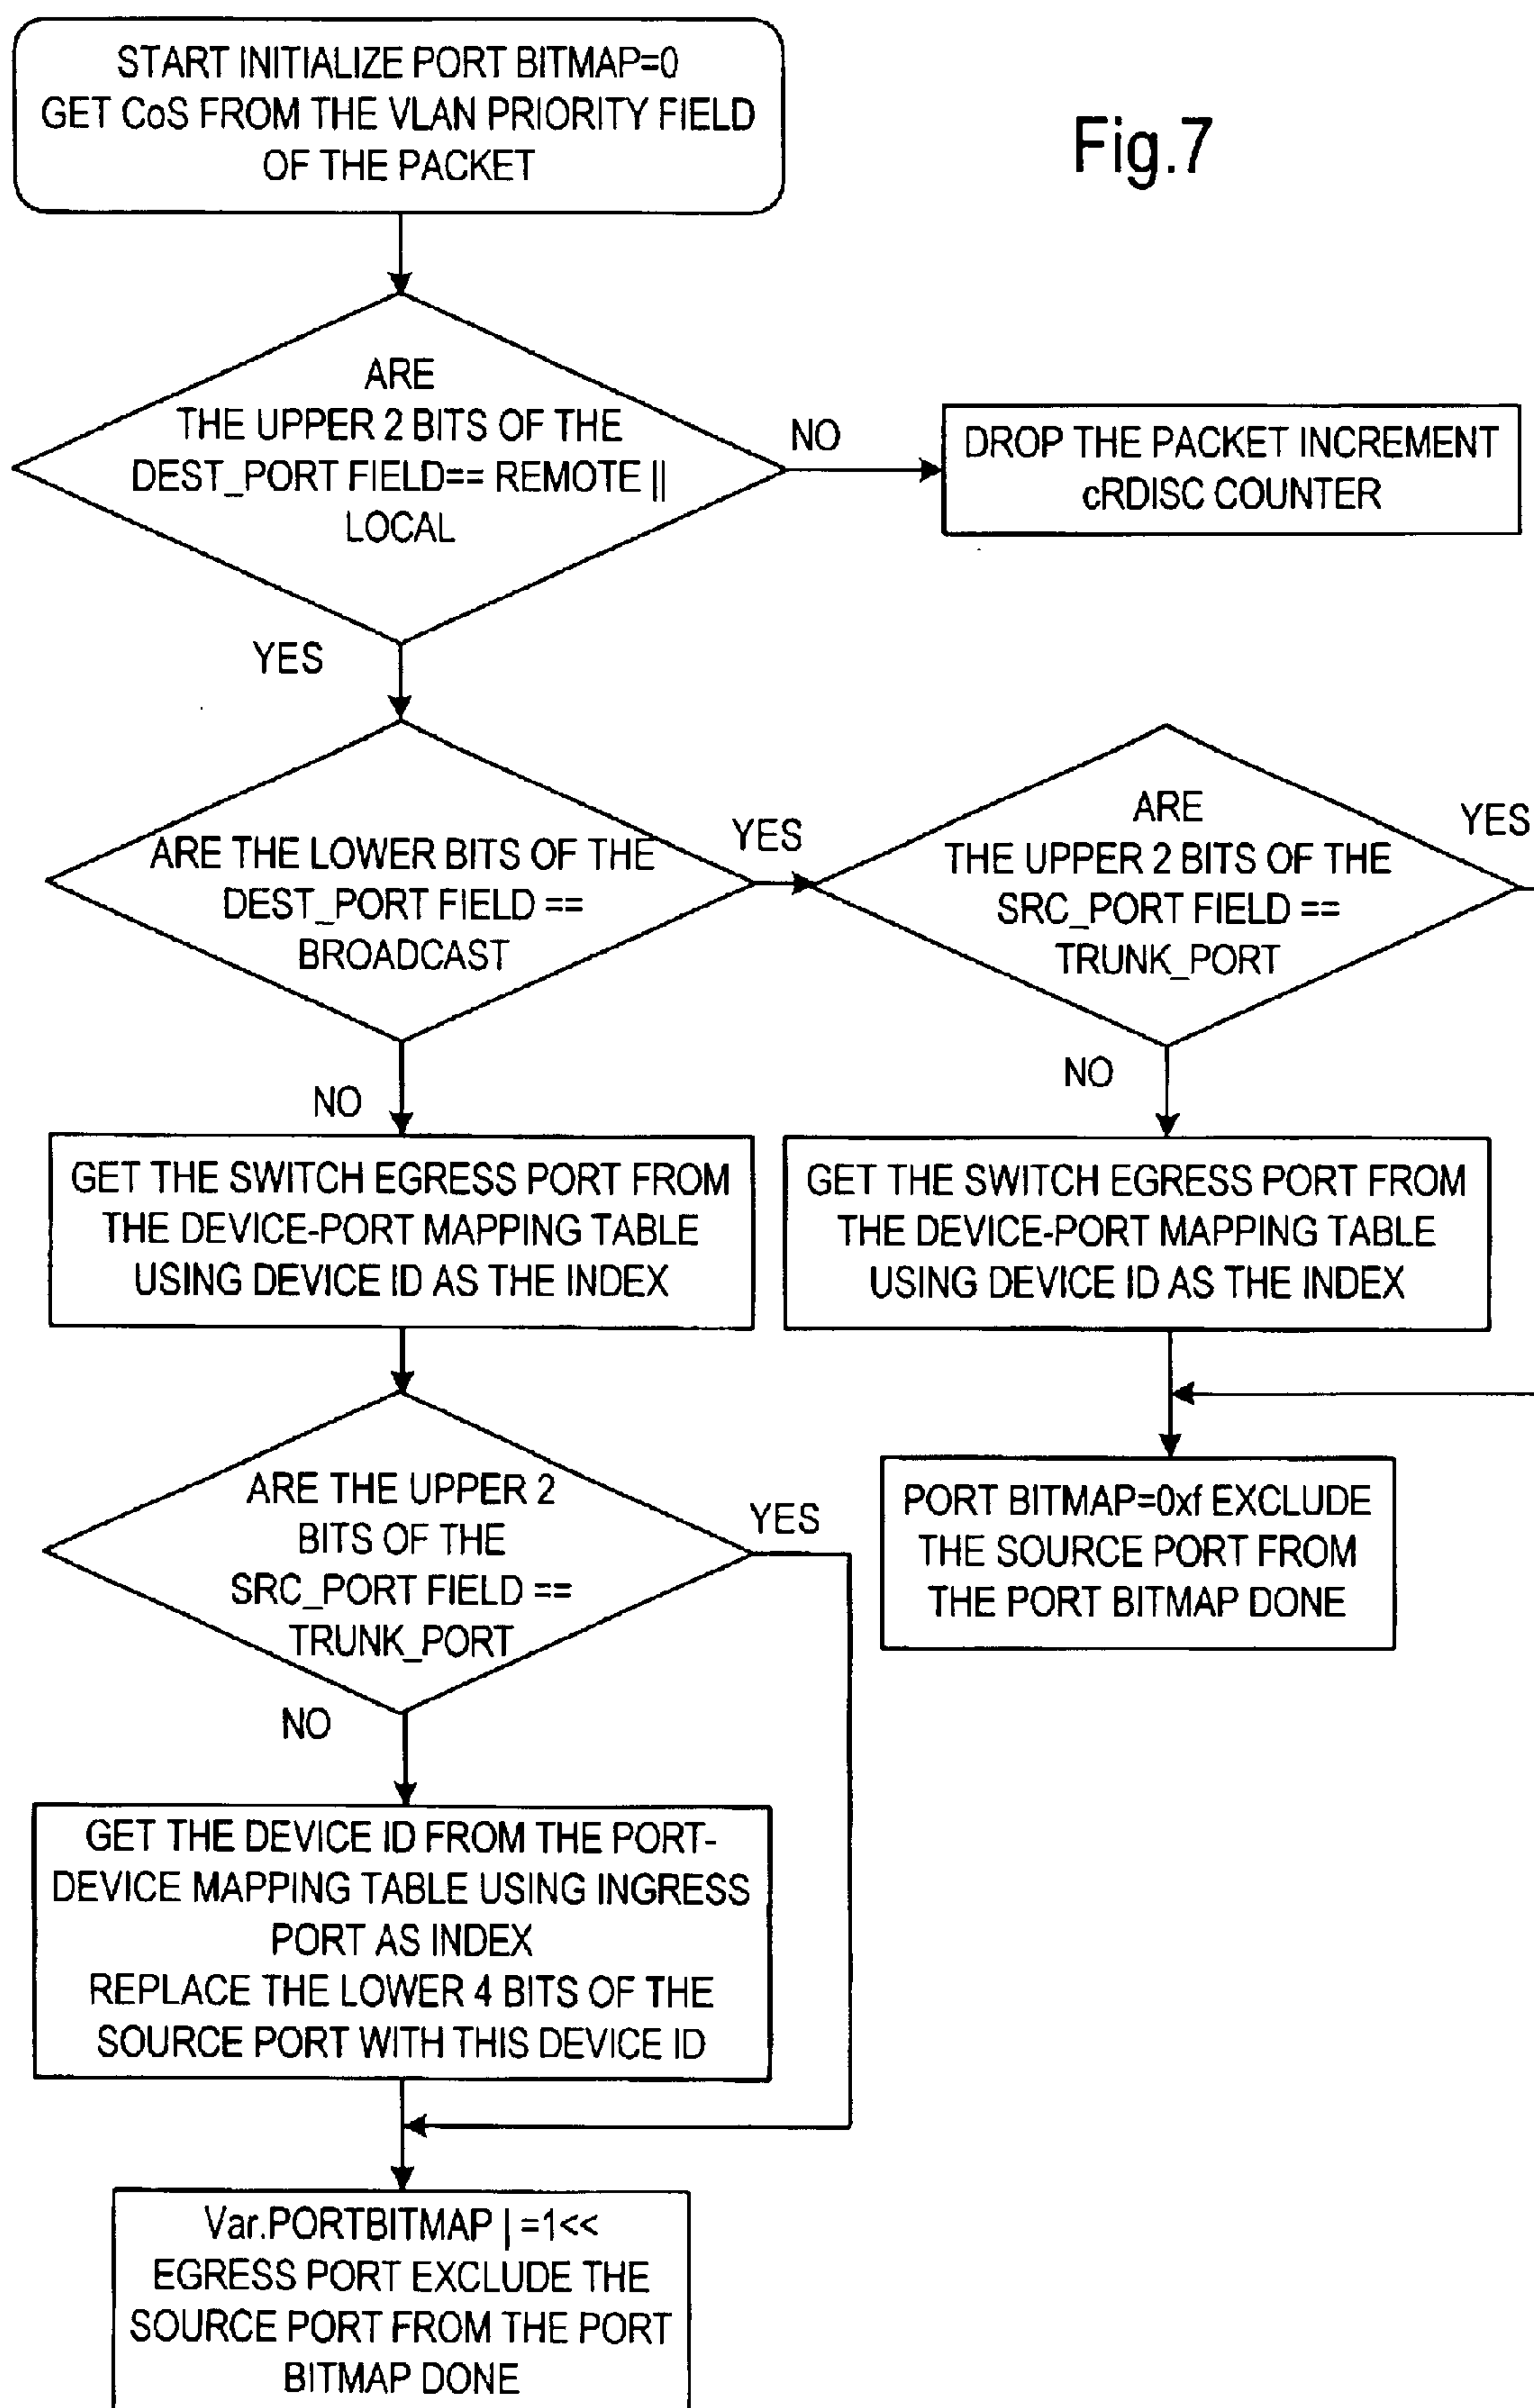 START INITIALIZE PORT BITMAP=0
GET CoS FROM THE VLAN PRIORITY FIELD
OF THE PACKET
Fig.7
ARE
THE UPPER 2 BITS OF THE
DEST_PORT FIELD== REMOTE ||
LOCAL
NO
DROP THE PACKET INCREMENT
cRDISC COUNTER
YES
ARE THE LOWER BITS OF THE
DEST_PORT FIELD ==
BROADCAST
YES
ARE
THE UPPER 2 BITS OF THE
SRC_PORT FIELD ==
TRUNK_PORT
YES
NO
NO
GET THE SWITCH EGRESS PORT FROM
THE DEVICE-PORT MAPPING TABLE
USING DEVICE ID AS THE INDEX
GET THE SWITCH EGRESS PORT FROM
THE DEVICE-PORT MAPPING TABLE
USING DEVICE ID AS THE INDEX
ARE THE UPPER 2
BITS OF THE
SRC_PORT FIELD ==
TRUNK_PORT
YES
PORT BITMAP=0xf EXCLUDE
THE SOURCE PORT FROM
THE PORT BITMAP DONE
NO
GET THE DEVICE ID FROM THE PORT-
DEVICE MAPPING TABLE USING INGRESS
PORT AS INDEX
REPLACE THE LOWER 4 BITS OF THE
SOURCE PORT WITH THIS DEVICE ID
Var.PORTBITMAP | =1<<
EGRESS PORT EXCLUDE THE
SOURCE PORT FROM THE PORT
BITMAP DONE